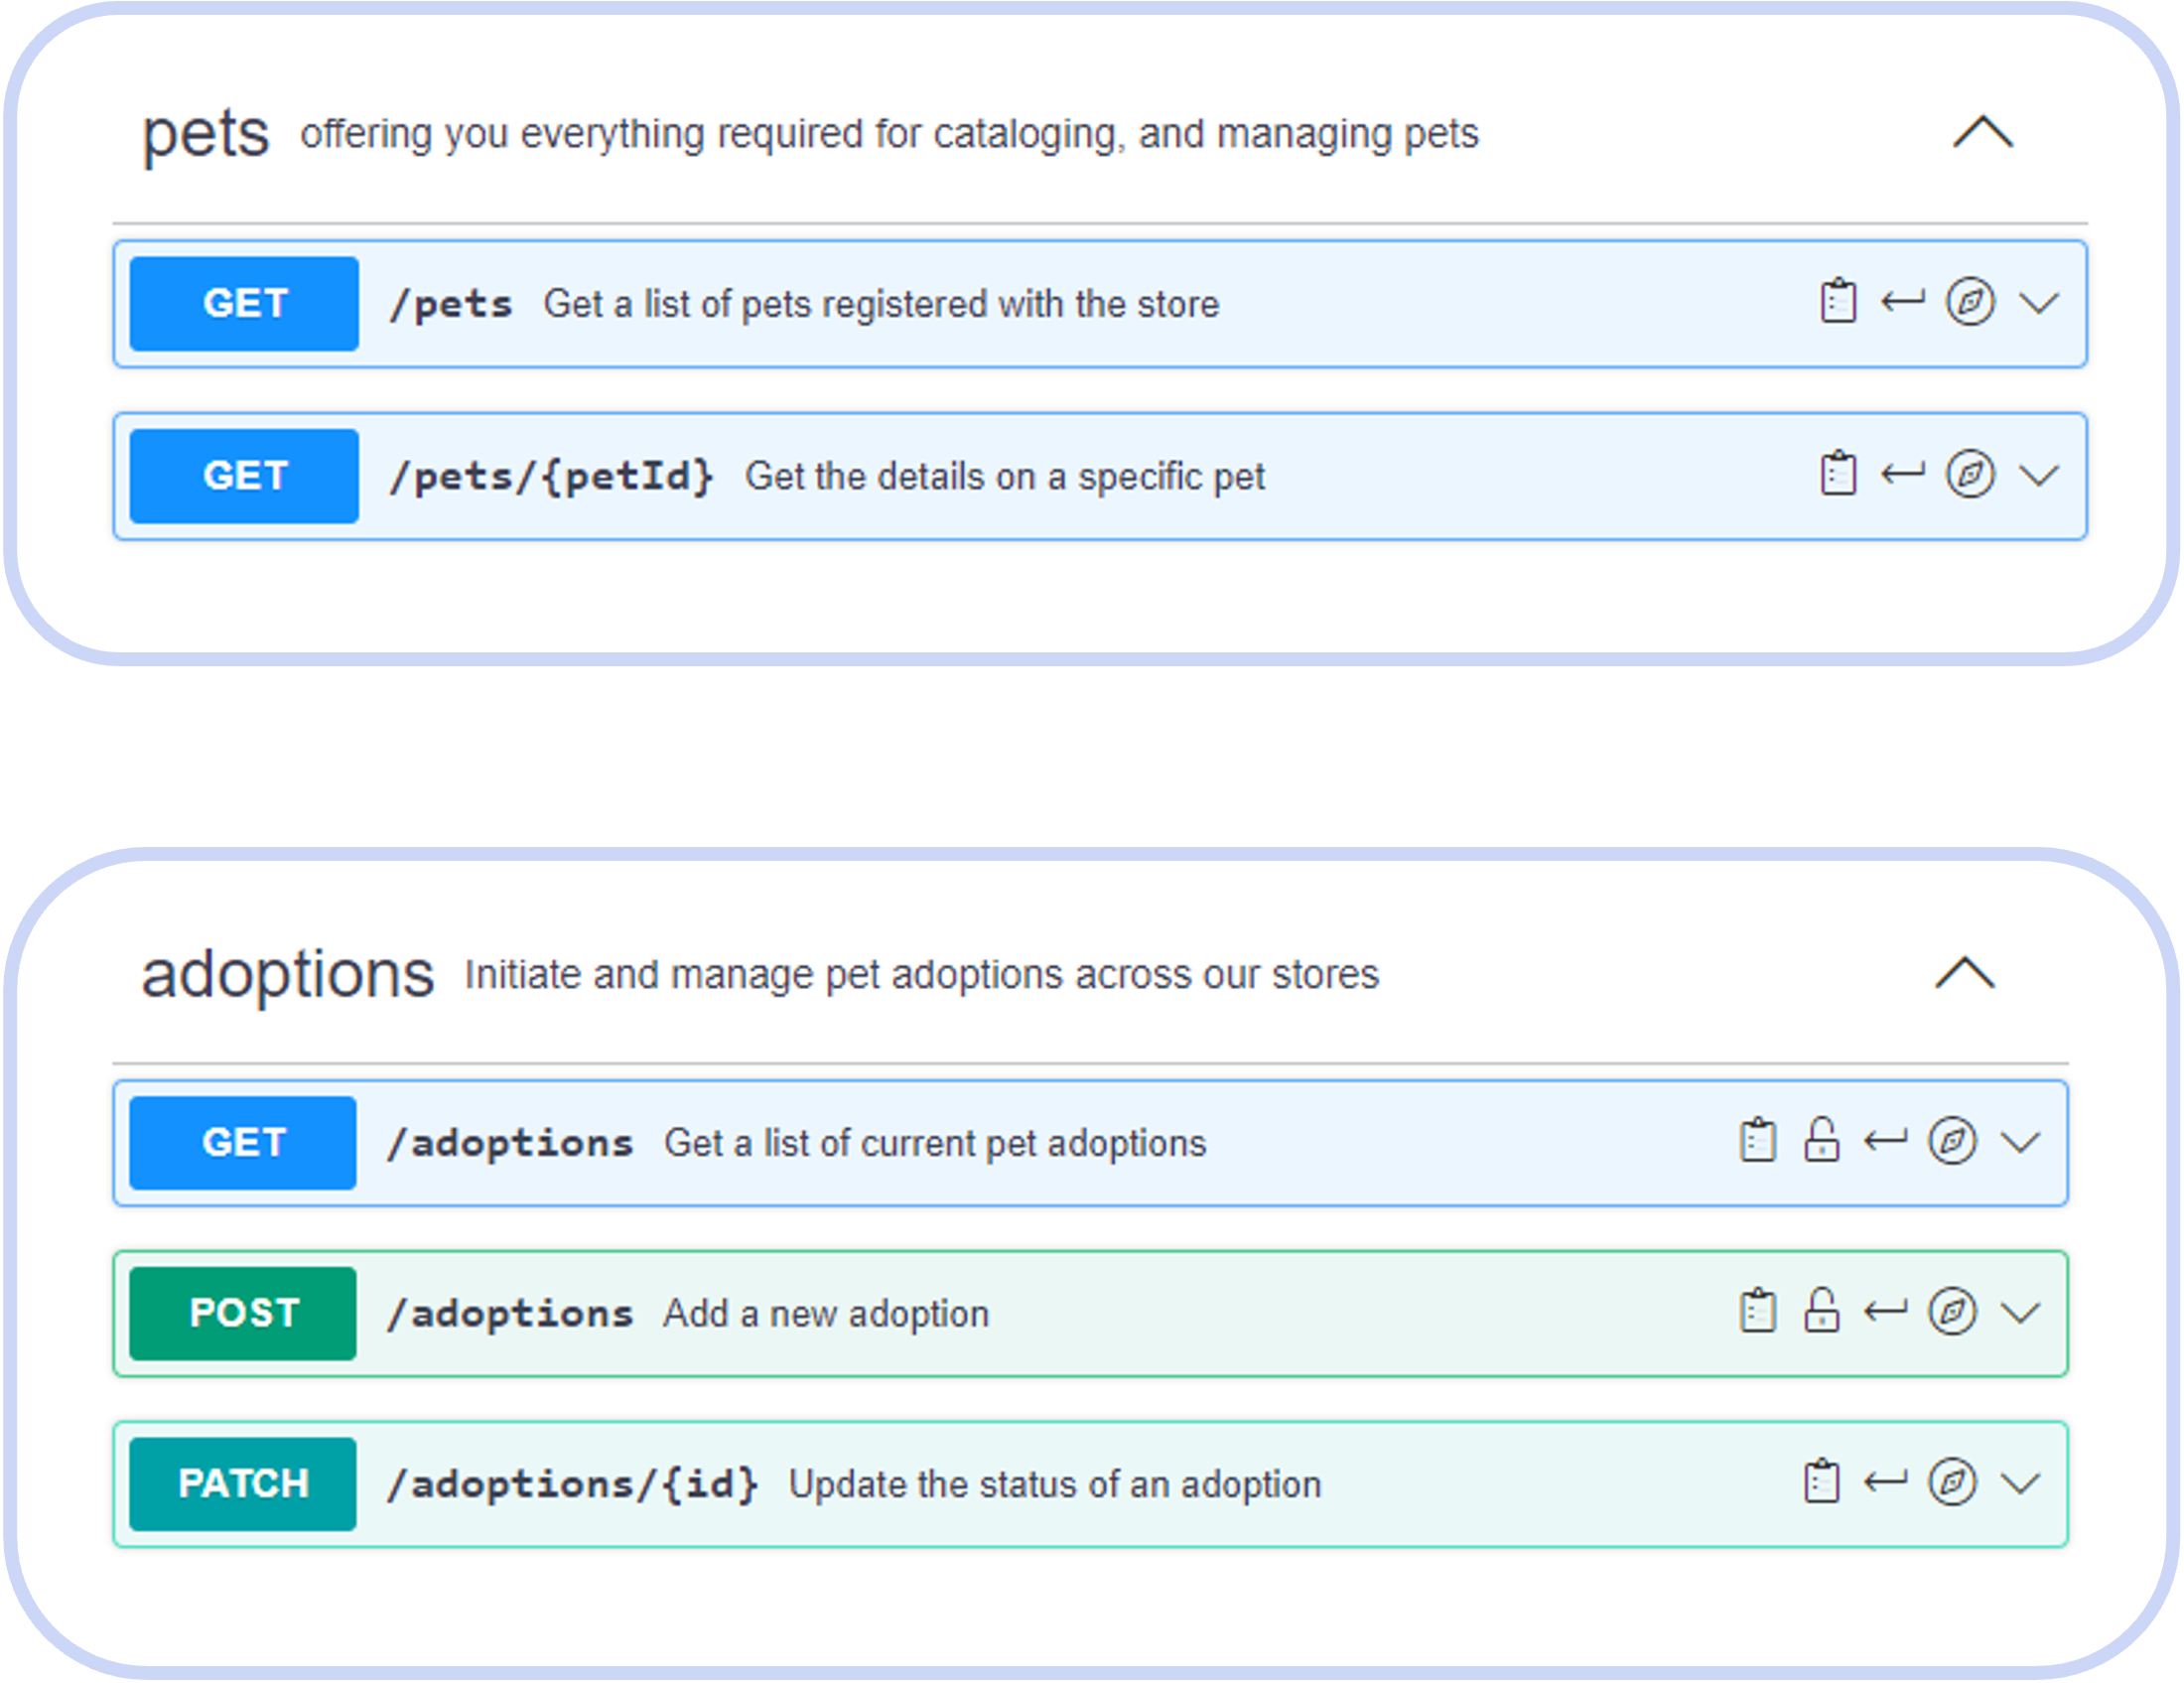 pets offering you everything required for cataloging, and managing pets
GET /pets Get a list of pets registered with the store
GET /pets/{petId} Get the details on a specific pet
adoptions Initiate and manage pet adoptions across our stores
GET /adoptions Get a list of current pet adoptions
POST /adoptions Add a new adoption
PATCH /adoptions/{id} Update the status of an adoption